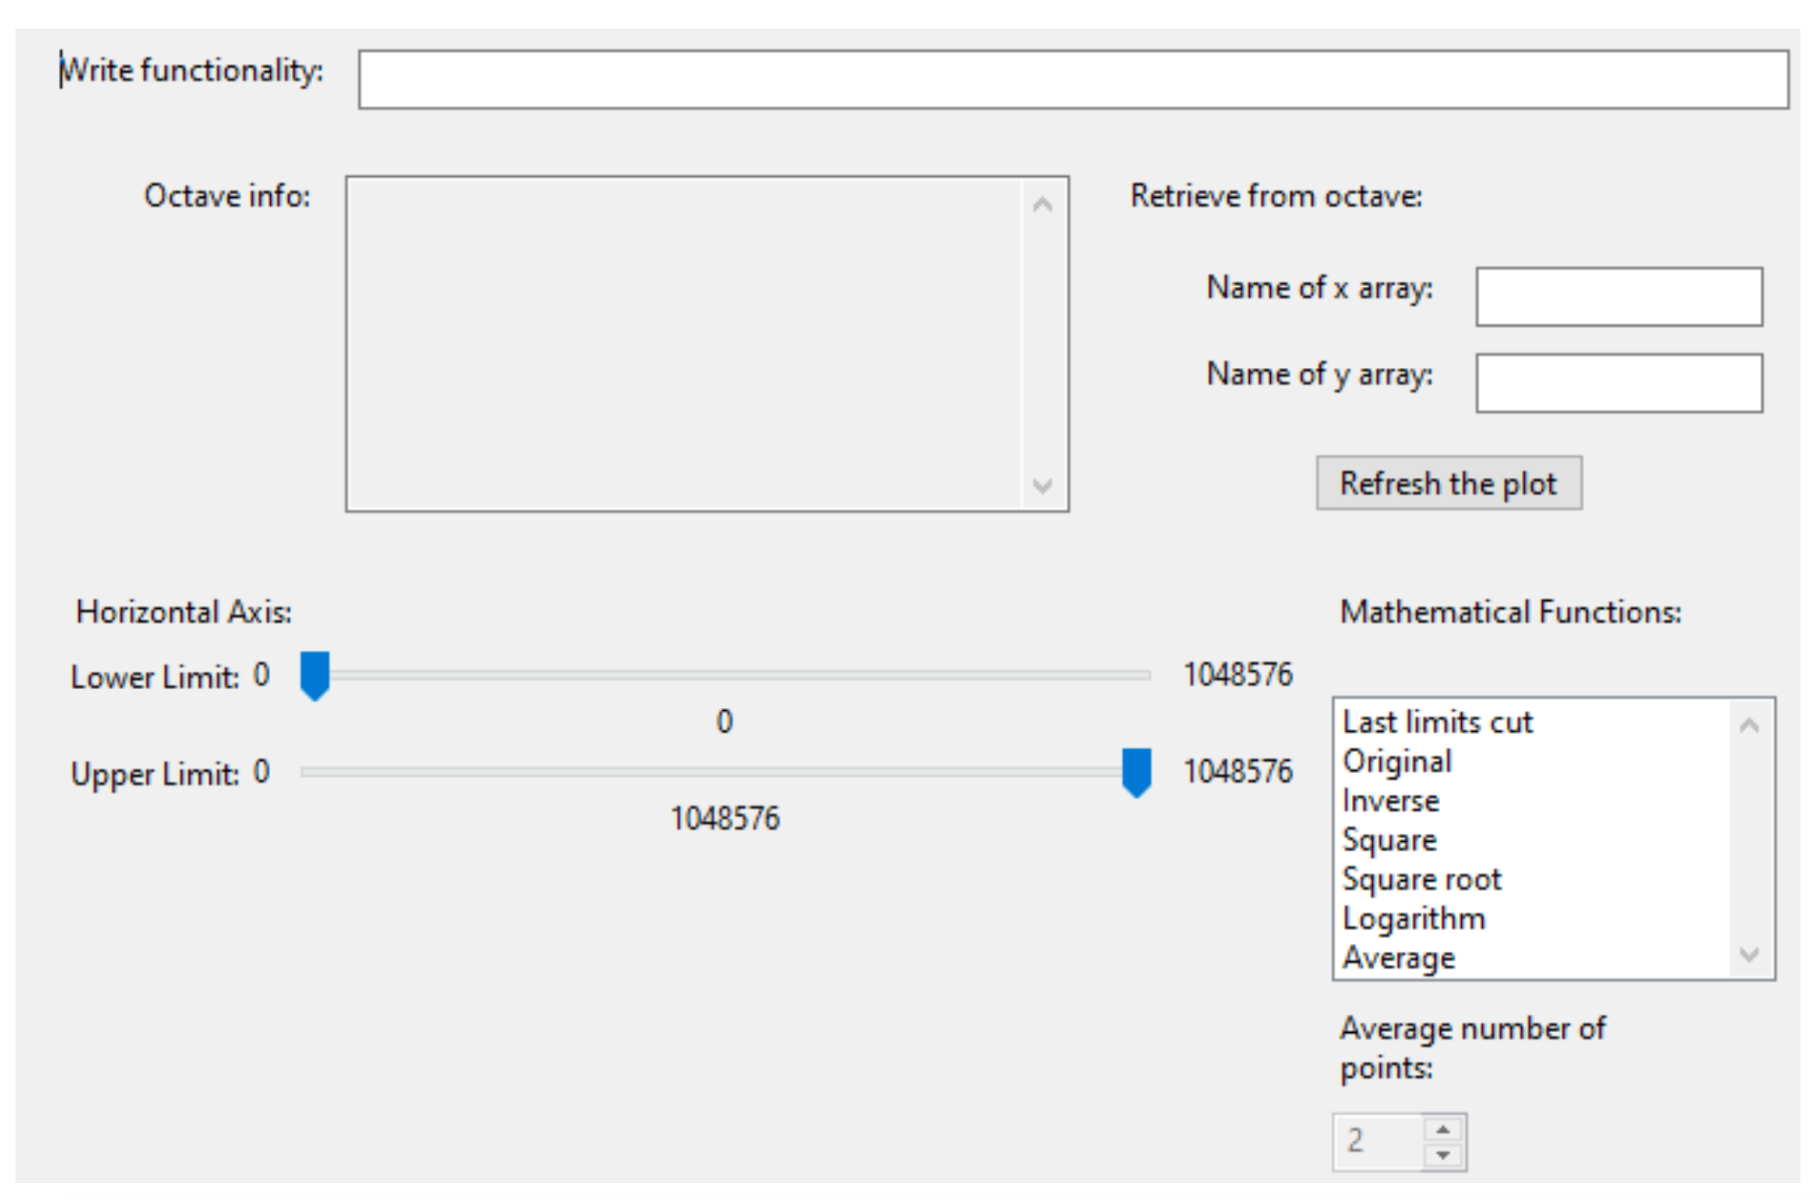 Write functionality:
Octave info:
Retrieve from octave:
Name of x array:
Name of y array:
Refresh the plot
Horizontal Axis:
Lower Limit: 0 1048576
0
Upper Limit: 0 1048576
1048576
Mathematical Functions:
Last limits cut
Original
Inverse
Square
Square root
Logarithm
Average
Average number of
points:
2